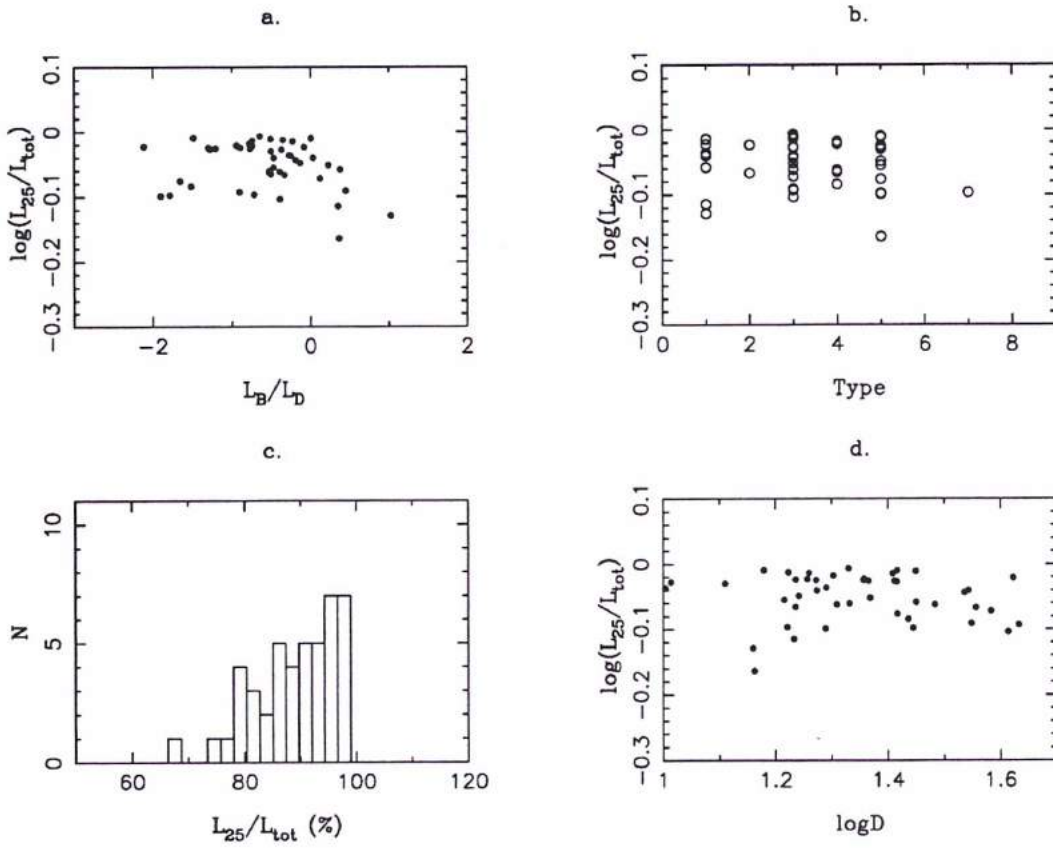 a.
log(L25/Ltot)
0.1
0
−0.1
−0.2
−0.3
−2
0
2
LB/LD
b.
log(L25/Ltot)
0.1
0
−0.1
−0.2
−0.3
0
2
4
6
8
Type
c.
N
10
5
0
60
80
100
120
L25/Ltot (%)
d.
log(L25/Ltot)
0.1
0
−0.1
−0.2
−0.3
1
1.2
1.4
1.6
logD